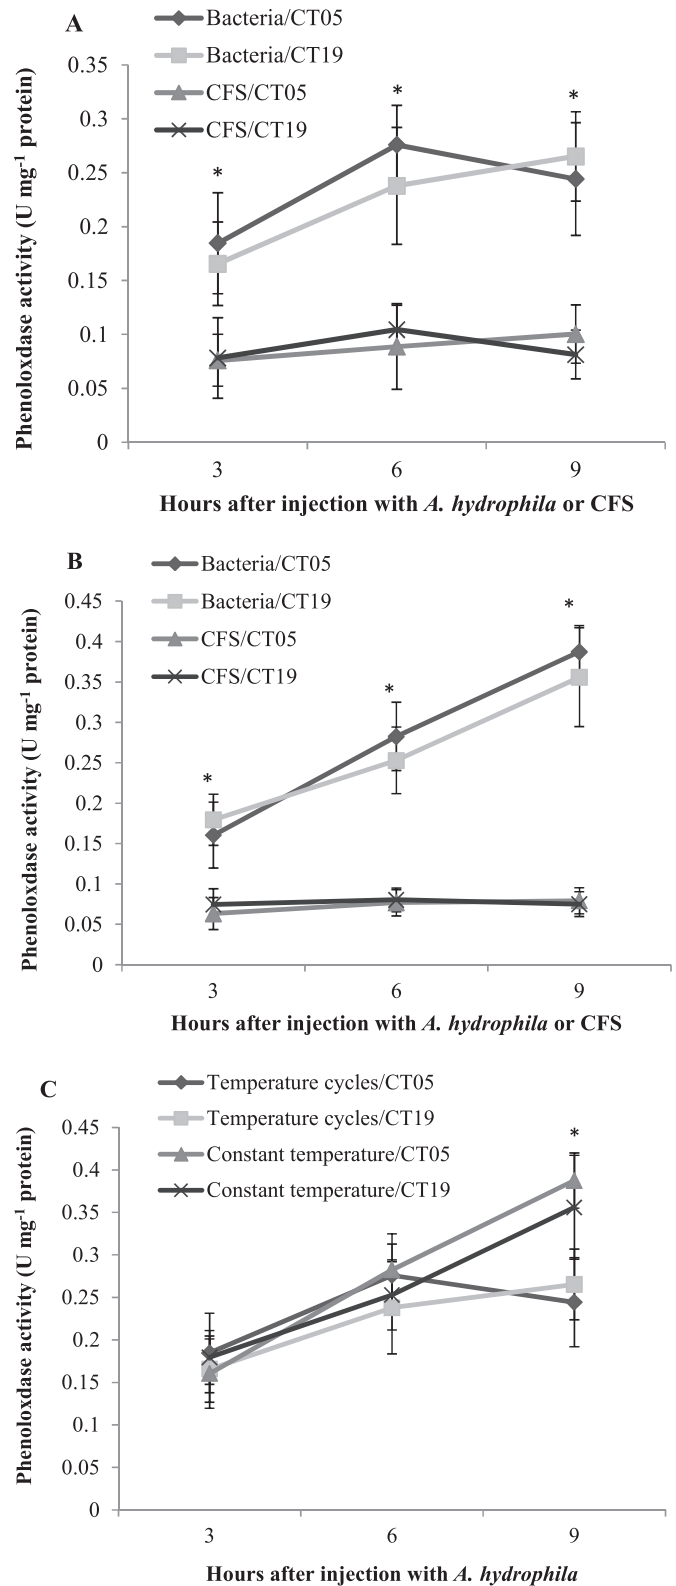 A
Bacteria/CT05
Bacteria/CT19
CFS/CT05
CFS/CT19
Phenoloxdase activity (U mg-1 protein)
0.35
0.3
0.25
0.2
0.15
0.1
0.05
0
*
*
*
3 6 9
Hours after injection with A. hydrophila or CFS
B
Bacteria/CT05
Bacteria/CT19
CFS/CT05
CFS/CT19
Phenoloxdase activity (U mg-1 protein)
0.45
0.4
0.35
0.3
0.25
0.2
0.15
0.1
0.05
0
*
*
*
3 6 9
Hours after injection with A. hydrophila or CFS
C
Temperature cycles/CT05
Temperature cycles/CT19
Constant temperature/CT05
Constant temperature/CT19
Phenoloxdase activity (U mg-1 protein)
0.45
0.4
0.35
0.3
0.25
0.2
0.15
0.1
0.05
0
*
3 6 9
Hours after injection with A. hydrophila